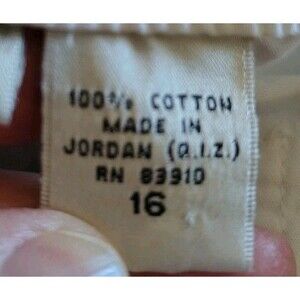 100% COTTON
MADE IN
JORDAN (Q.I.Z.)
RN 83910
16